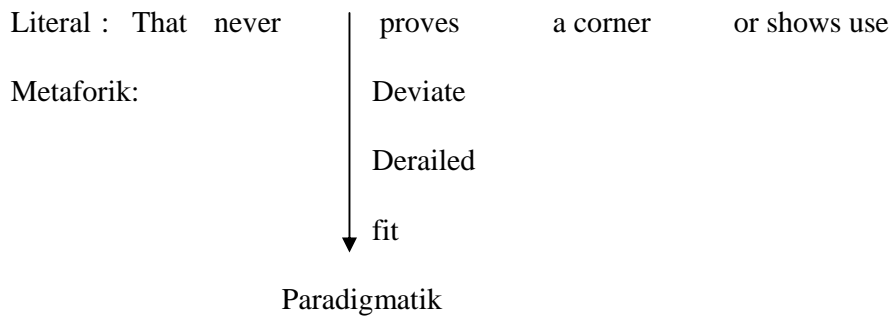 Literal : That never proves a corner or shows use
Metaforik: Deviate
Derailed
fit
Paradigmatik